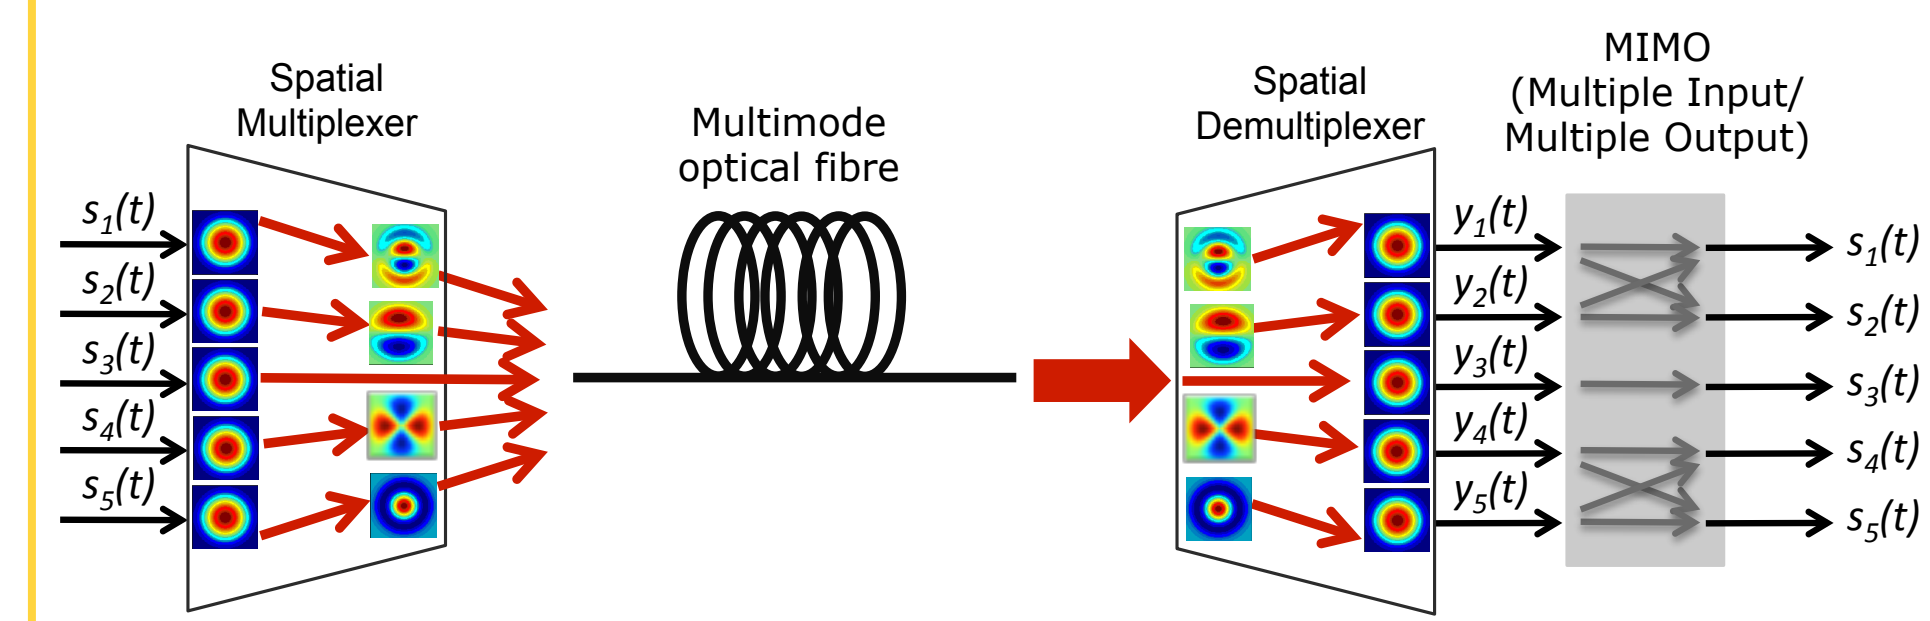 Spatial
Multiplexer
s1(t)
s2(t)
s3(t)
s4(t)
s5(t)
Multimode
optical fibre
Spatial
Demultiplexer
MIMO
(Multiple Input/
Multiple Output)
y1(t)
y2(t)
y3(t)
y4(t)
y5(t)
s1(t)
s2(t)
s3(t)
s4(t)
s5(t)